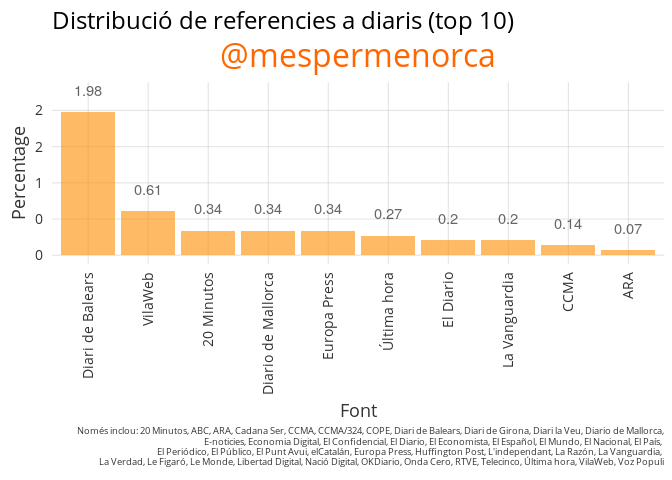 Distribució de referencies a diaris (top 10)
@mespermenorca
1.98
0.61
0.34
0.34
0.34
0.27
0.2
0.2
0.14
0.07
Percentage
2
2
1
0
0
Diari de Balears
VilaWeb
20 Minutos
Diario de Mallorca
Europa Press
Última hora
El Diario
La Vanguardia
CCMA
ARA
Font
Només inclou: 20 Minutos, ABC, ARA, Cadana Ser, CCMA, CCMA/324, COPE, Diari de Balears, Diari de Girona, Diari la Veu, Diario de Mallorca,
E-noticies, Economia Digital, El Confidencial, El Diario, El Economista, El Español, El Mundo, El Nacional, El País,
El Periódico, El Público, El Punt Avui, elCatalán, Europa Press, Huffington Post, L'independant, La Razón, La Vanguardia,
La Verdad, Le Figaró, Le Monde, Libertad Digital, Nació Digital, OKDiario, Onda Cero, RTVE, Telecinco, Última hora, VilaWeb, Voz Populi